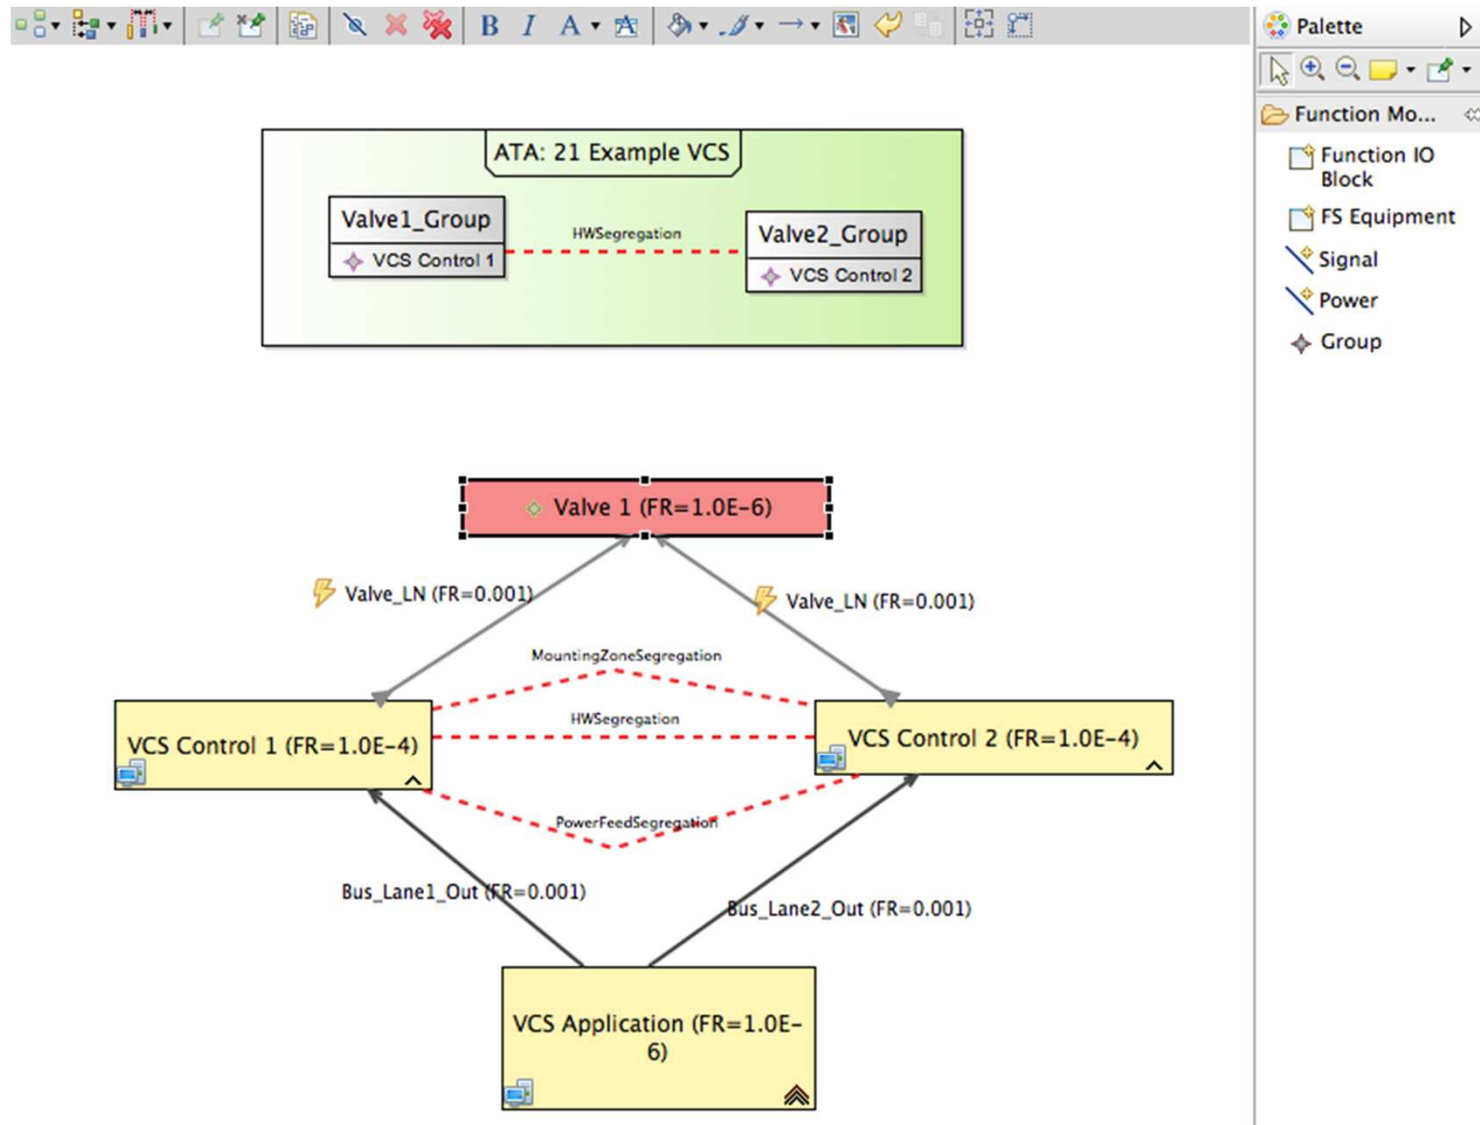 B I A A
Palette
Function Mo...
Function IO
Block
FS Equipment
Signal
Power
Group
ATA: 21 Example VCS
Valve1_Group
VCS Control 1
HWSegregation
Valve2_Group
VCS Control 2
Valve 1 (FR=1.0E-6)
Valve_LN (FR=0.001)
Valve_LN (FR=0.001)
MountingZoneSegregation
HWSegregation
VCS Control 1 (FR=1.0E-4)
VCS Control 2 (FR=1.0E-4)
PowerFeedSegregation
Bus_Lane1_Out (FR=0.001)
Bus_Lane2_Out (FR=0.001)
VCS Application (FR=1.0E-
6)